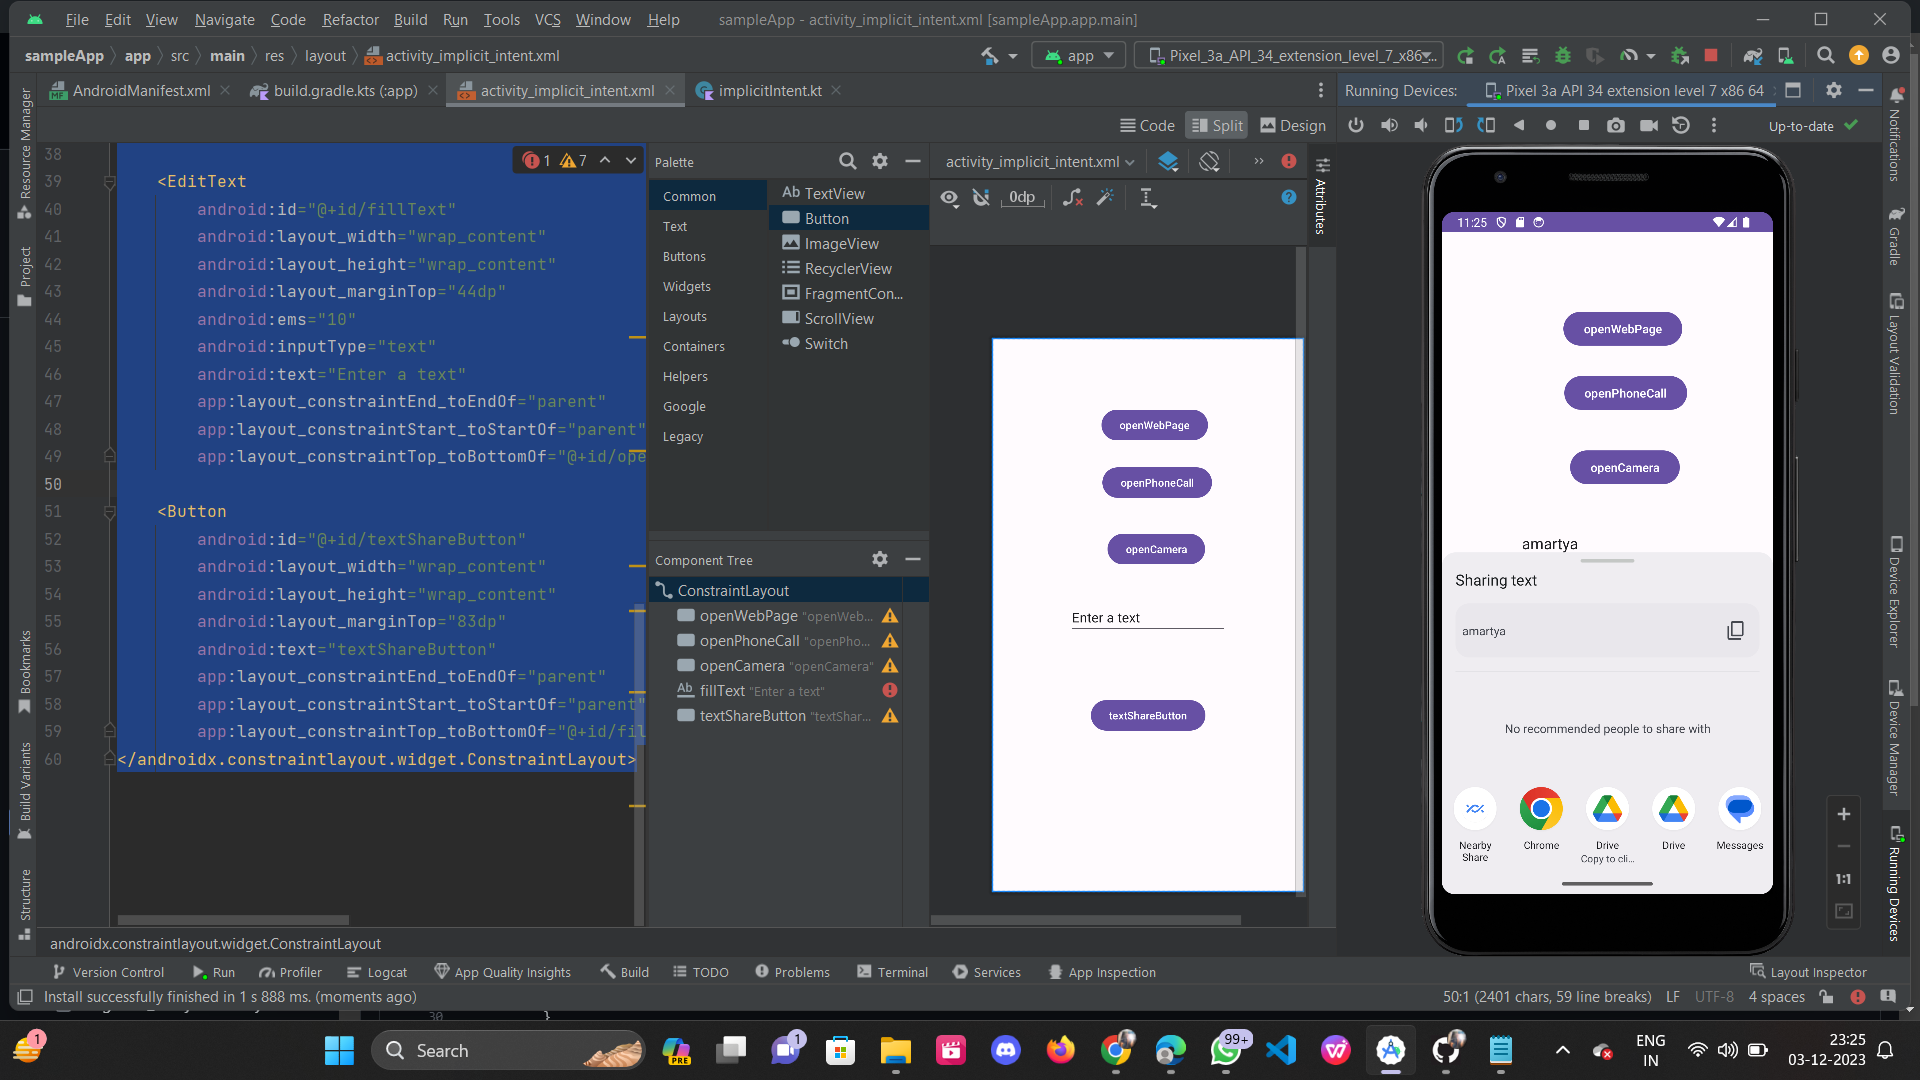 File Edit View Navigate Code Refactor Build Run Tools VCS Window Help sampleApp - activity_implicit_intent.xml [sampleApp.app.main]
sampleApp app src main res layout activity_implicit_intent.xml app Pixel_3a_API_34_extension_level_7_x86...
AndroidManifest.xml build.gradle.kts (:app) activity_implicit_intent.xml implicitIntent.kt Running Devices: Pixel 3a API 34 extension level 7 x86 64
Code Split Design Up-to-date
Resource Manager
Project
Bookmarks
Build Variants
Structure
1 7
38
39 <EditText
40 android:id="@+id/fillText"
41 android:layout_width="wrap_content"
42 android:layout_height="wrap_content"
43 android:layout_marginTop="44dp"
44 android:ems="10"
45 android:inputType="text"
46 android:text="Enter a text"
47 app:layout_constraintEnd_toEndOf="parent"
48 app:layout_constraintStart_toStartOf="parent"
49 app:layout_constraintTop_toBottomOf="@+id/ope
50
51 <Button
52 android:id="@+id/textShareButton"
53 android:layout_width="wrap_content"
54 android:layout_height="wrap_content"
55 android:layout_marginTop="83dp"
56 android:text="textShareButton"
57 app:layout_constraintEnd_toEndOf="parent"
58 app:layout_constraintStart_toStartOf="parent"
59 app:layout_constraintTop_toBottomOf="@+id/fil
60 </androidx.constraintlayout.widget.ConstraintLayout>
Palette
Common
Text
Buttons
Widgets
Layouts
Containers
Helpers
Google
Legacy
Ab TextView
Button
ImageView
RecyclerView
FragmentCon...
ScrollView
Switch
Component Tree
ConstraintLayout
openWebPage "openWeb...
openPhoneCall "openPho...
openCamera "openCamera"
Ab fillText "Enter a text"
textShareButton "textShar...
activity_implicit_intent.xml
0dp
Attributes
openWebPage
openPhoneCall
openCamera
Enter a text
textShareButton
11:25
openWebPage
openPhoneCall
openCamera
amartya
Sharing text
amartya
No recommended people to share with
Nearby Share
Chrome
Drive
Copy to cli...
Drive
Messages
1:1
Notifications
Gradle
Layout Validation
Device Explorer
Device Manager
Running Devices
androidx.constraintlayout.widget.ConstraintLayout
Version Control Run Profiler Logcat App Quality Insights Build TODO Problems Terminal Services App Inspection Layout Inspector
Install successfully finished in 1 s 888 ms. (moments ago) 50:1 (2401 chars, 59 line breaks) LF UTF-8 4 spaces
30 }
1 Search PRE 1 99+ ENG
IN
23:25
03-12-2023